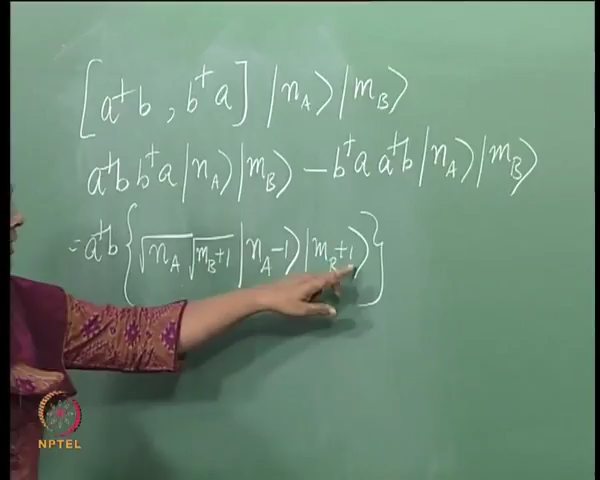 [a†b , b†a] |n_A⟩|m_B⟩
a†b b†a |n_A⟩|m_B⟩ – b†a a†b |n_A⟩|m_B⟩
= a†b {√n_A √m_B+1 |n_A−1⟩|m_B+1⟩}
NPTEL